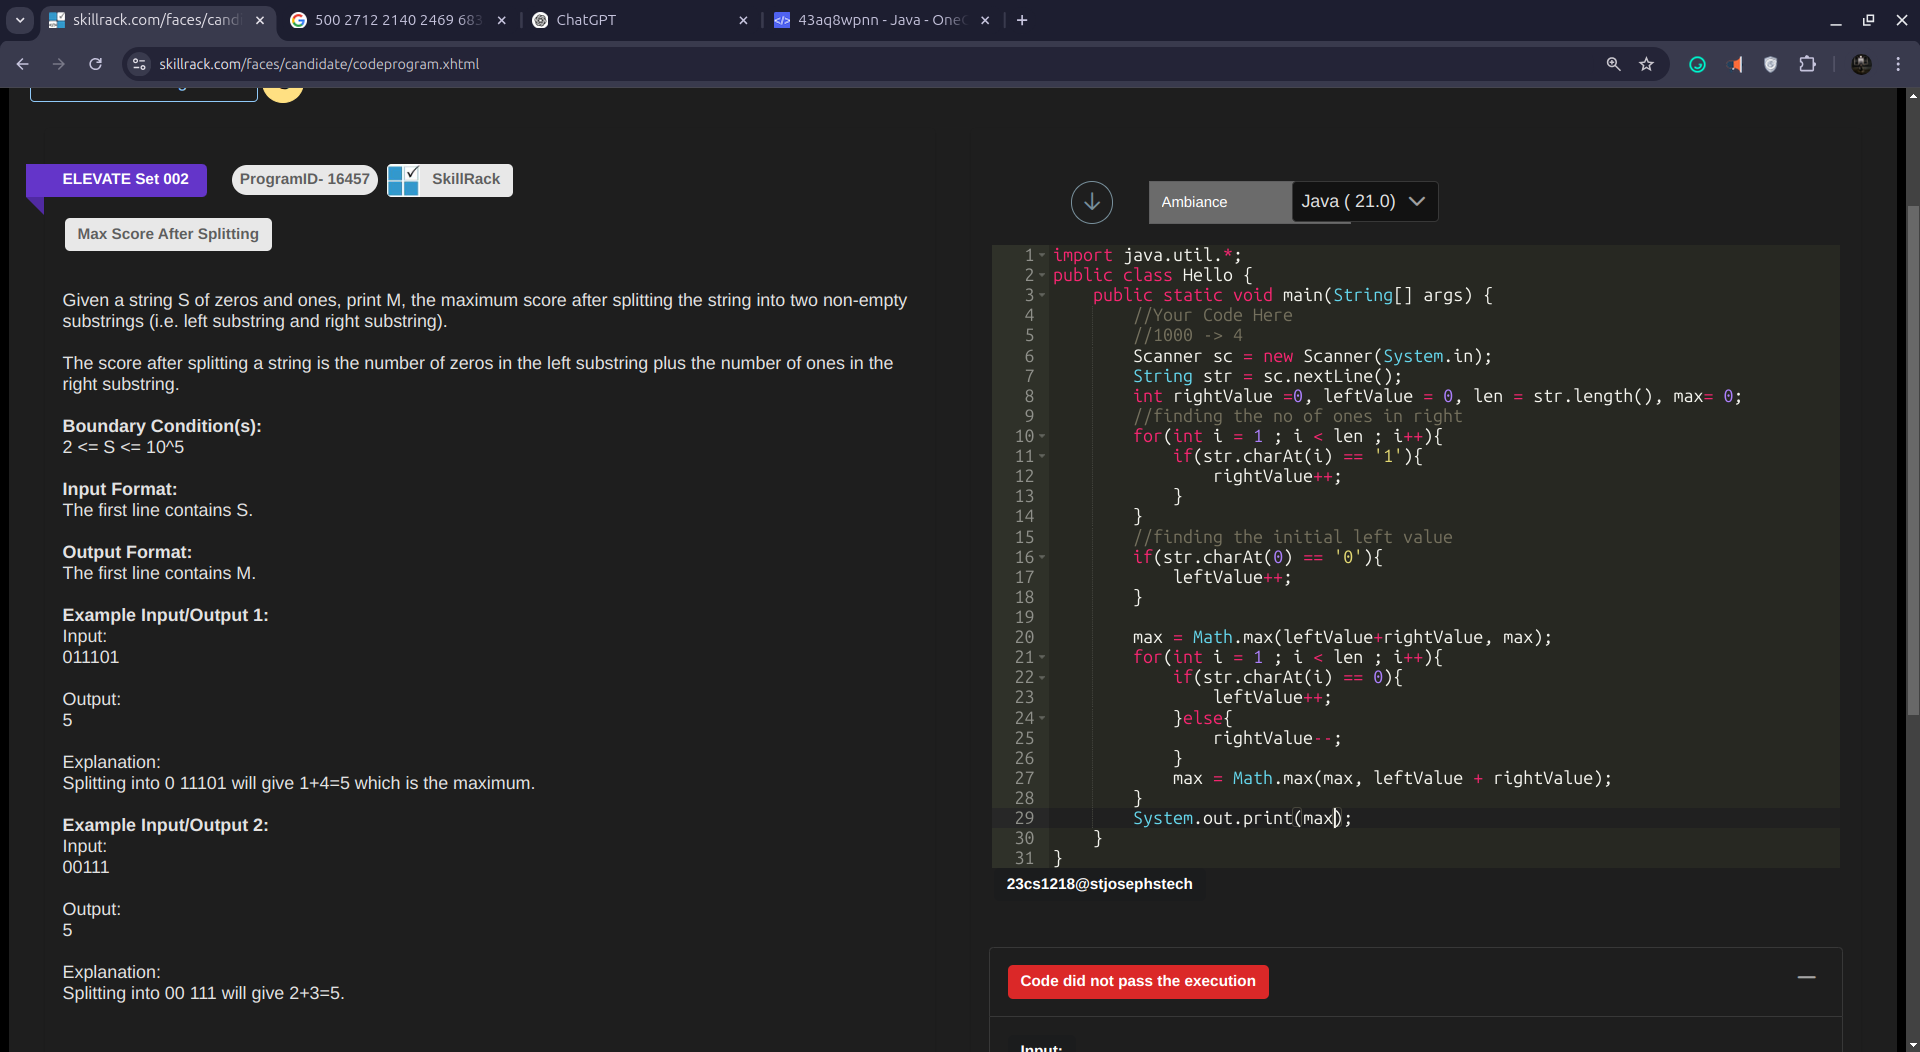 skillrack.com/faces/candi
500 2712 2140 2469 683
ChatGPT
43aq8wpnn - Java - OneC
skillrack.com/faces/candidate/codeprogram.xhtml
ELEVATE Set 002
ProgramID- 16457
SkillRack
Max Score After Splitting
Given a string S of zeros and ones, print M, the maximum score after splitting the string into two non-empty
substrings (i.e. left substring and right substring).
The score after splitting a string is the number of zeros in the left substring plus the number of ones in the
right substring.
Boundary Condition(s):
2 <= S <= 10^5
Input Format:
The first line contains S.
Output Format:
The first line contains M.
Example Input/Output 1:
Input:
011101
Output:
5
Explanation:
Splitting into 0 11101 will give 1+4=5 which is the maximum.
Example Input/Output 2:
Input:
00111
Output:
5
Explanation:
Splitting into 00 111 will give 2+3=5.
Ambiance
Java ( 21.0)
1 import java.util.*;
2 public class Hello {
3     public static void main(String[] args) {
4         //Your Code Here
5         //1000 -> 4
6         Scanner sc = new Scanner(System.in);
7         String str = sc.nextLine();
8         int rightValue =0, leftValue = 0, len = str.length(), max= 0;
9         //finding the no of ones in right
10         for(int i = 1 ; i < len ; i++){
11             if(str.charAt(i) == '1'){
12                 rightValue++;
13             }
14         }
15         //finding the initial left value
16         if(str.charAt(0) == '0'){
17             leftValue++;
18         }
19
20         max = Math.max(leftValue+rightValue, max);
21         for(int i = 1 ; i < len ; i++){
22             if(str.charAt(i) == 0){
23                 leftValue++;
24             }else{
25                 rightValue--;
26             }
27             max = Math.max(max, leftValue + rightValue);
28         }
29         System.out.print(max);
30     }
31 }
23cs1218@stjosephstech
Code did not pass the execution
Input: